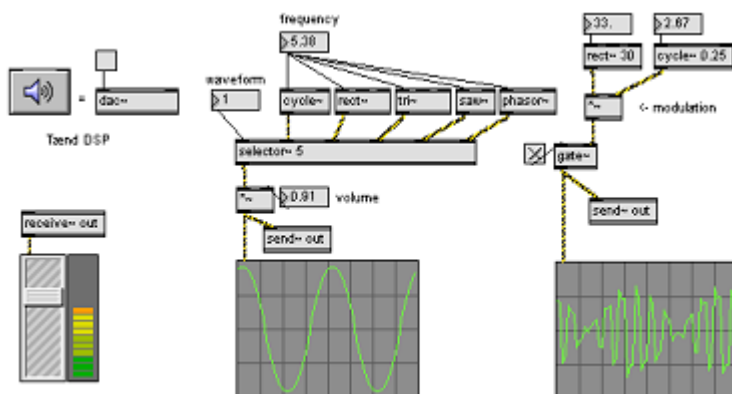 frequency
5.38
33.
2.67
rect~ 30
cycle~ 0.25
waveform
1
cycle~
rect~
tri~
saw~
phasor~
=
dac~
*~
<- modulation
Tænd DSP
selector~ 5
gate~
*~
0.91
volume
send~ out
receive~ out
send~ out